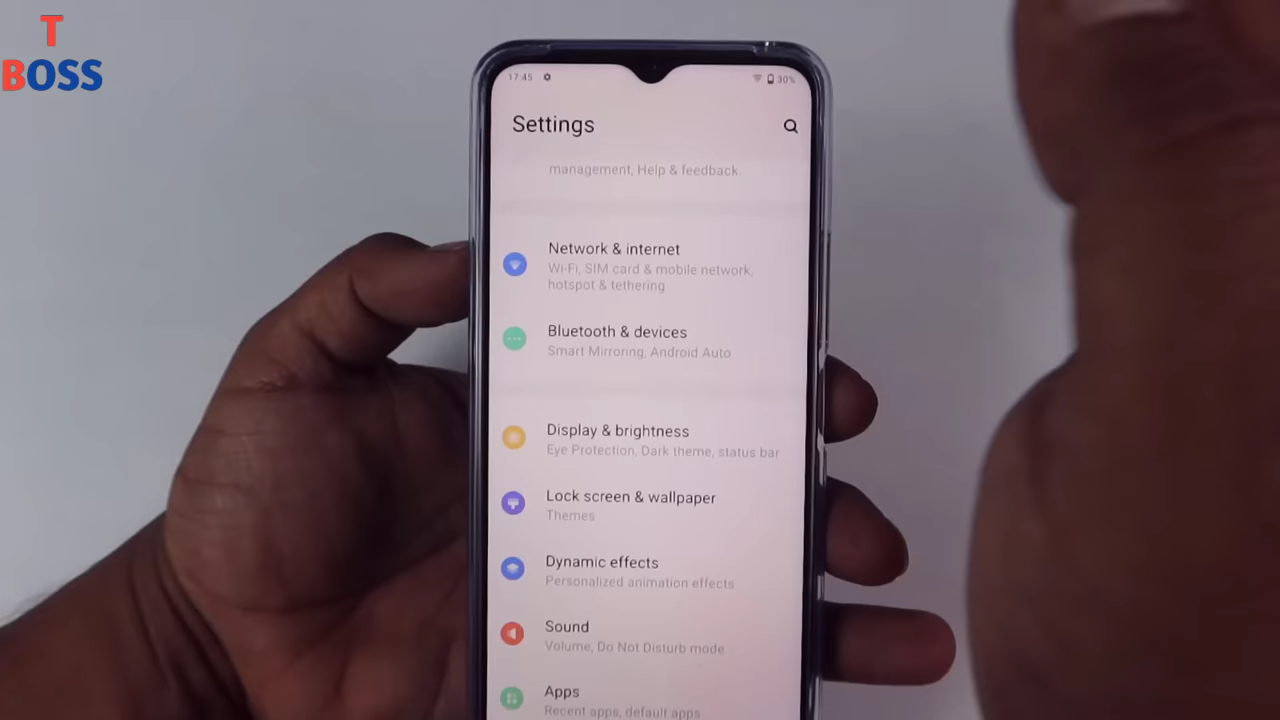 T
BOSS
17:45 30%
Settings
management, Help & feedback.
Network & internet
Wi-Fi, SIM card & mobile network,
hotspot & tethering
Bluetooth & devices
Smart Mirroring, Android Auto
Display & brightness
Eye Protection, Dark theme, status bar
Lock screen & wallpaper
Themes
Dynamic effects
Personalized animation effects
Sound
Volume, Do Not Disturb mode
Apps
Recent apps, default apps